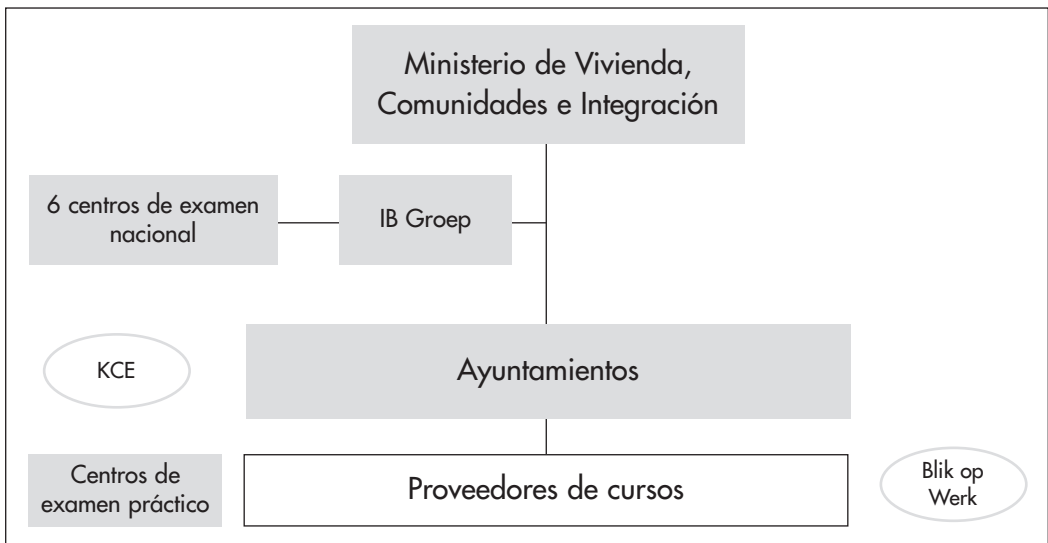 Ministerio de Vivienda,
Comunidades e Integración
6 centros de examen
nacional
IB Groep
KCE
Ayuntamientos
Centros de
examen práctico
Proveedores de cursos
Blik op
Werk